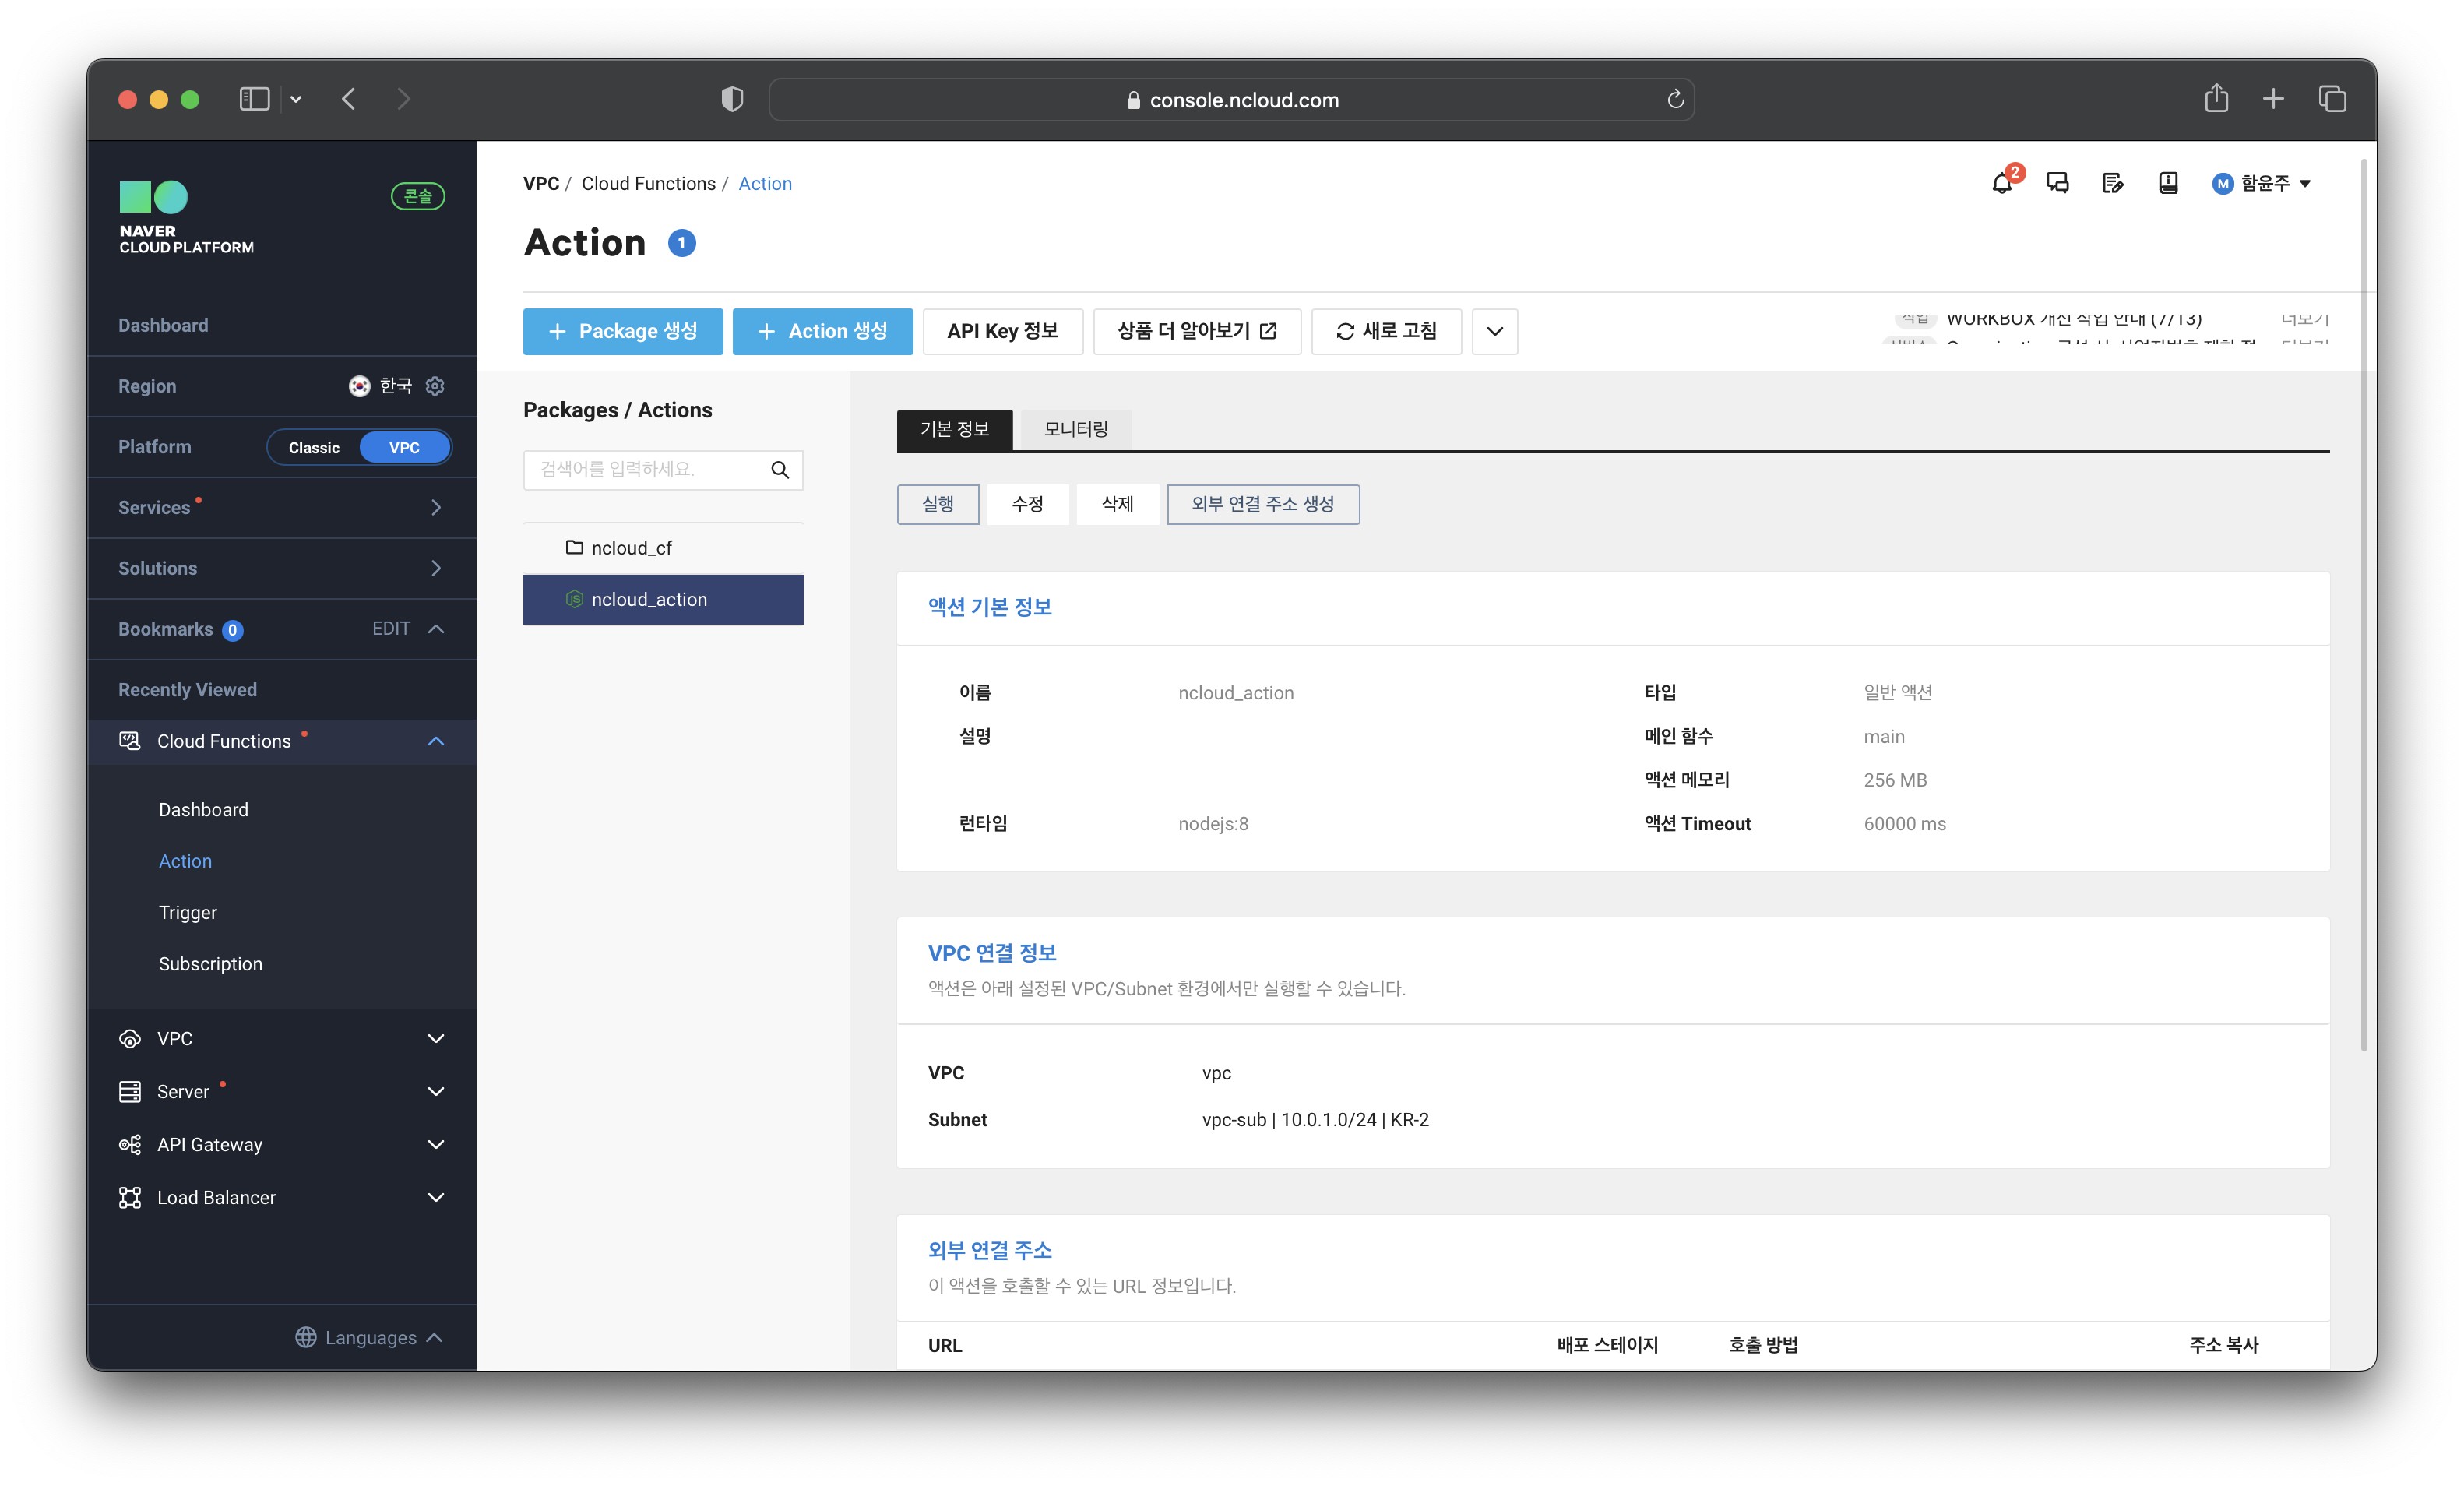 console.ncloud.com
콘솔
NAVER
CLOUD PLATFORM
Dashboard
Region 한국
Platform Classic VPC
Services
Solutions
Bookmarks 0 EDIT
Recently Viewed
Cloud Functions
Dashboard
Action
Trigger
Subscription
VPC
Server
API Gateway
Load Balancer
Languages
VPC / Cloud Functions / Action
2
M 함윤주
Action 1
+ Package 생성
+ Action 생성
API Key 정보
상품 더 알아보기
새로 고침
작업 WORKBOX 개선 작업 안내 (7/13) 더보기
Packages / Actions
검색어를 입력하세요.
ncloud_cf
JS ncloud_action
기본 정보 모니터링
실행 수정 삭제 외부 연결 주소 생성
액션 기본 정보
이름 ncloud_action 타입 일반 액션
설명 메인 함수 main
액션 메모리 256 MB
런타임 nodejs:8 액션 Timeout 60000 ms
VPC 연결 정보
액션은 아래 설정된 VPC/Subnet 환경에서만 실행할 수 있습니다.
VPC vpc
Subnet vpc-sub | 10.0.1.0/24 | KR-2
외부 연결 주소
이 액션을 호출할 수 있는 URL 정보입니다.
URL 배포 스테이지 호출 방법 주소 복사